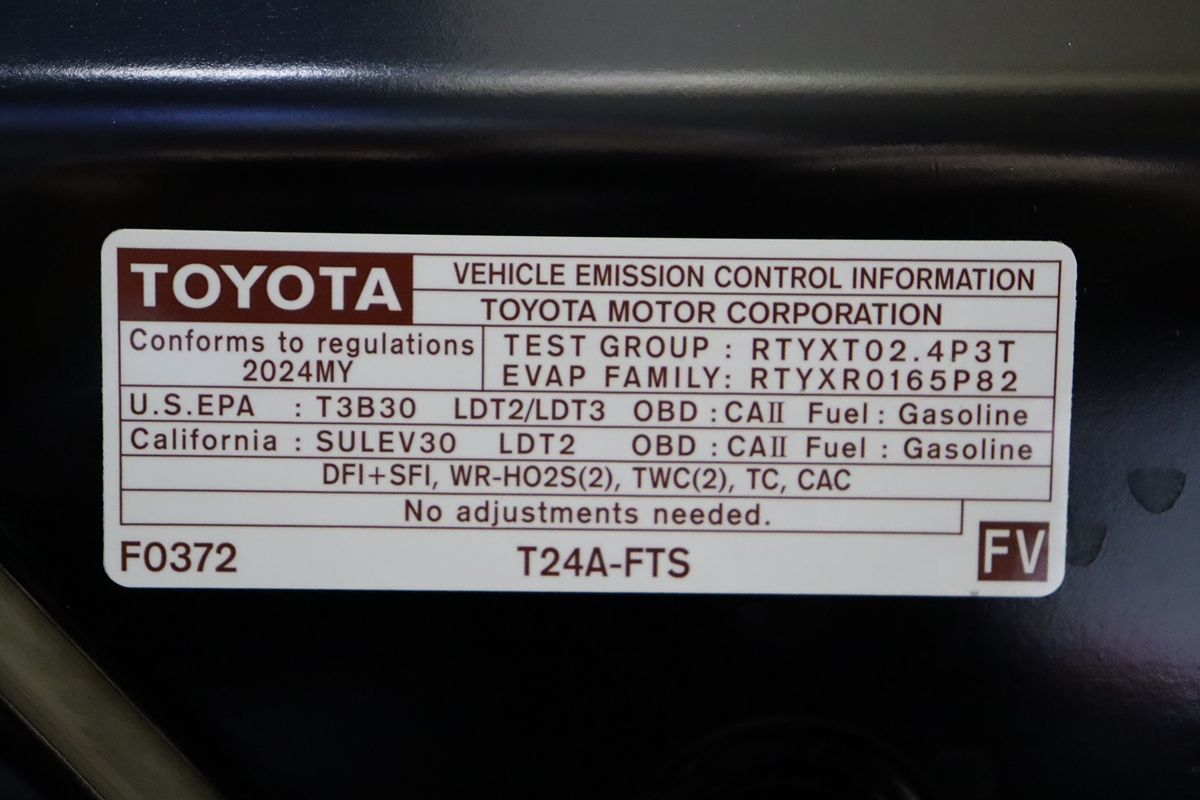 TOYOTA
VEHICLE EMISSION CONTROL INFORMATION
TOYOTA MOTOR CORPORATION
Conforms to regulations
2024MY
TEST GROUP : RTYXT02.4P3T
EVAP FAMILY: RTYXR0165P82
U.S.EPA : T3B30 LDT2/LDT3 OBD : CAII Fuel : Gasoline
California : SULEV30 LDT2 OBD : CAII Fuel : Gasoline
DFI+SFI, WR-HO2S(2), TWC(2), TC, CAC
No adjustments needed.
F0372 T24A-FTS FV